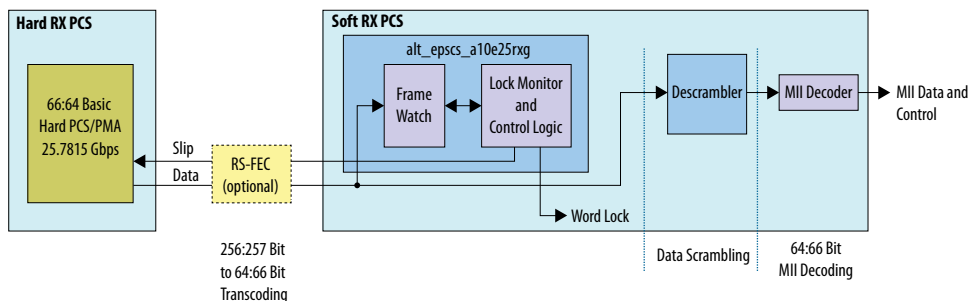 Hard RX PCS
66:64 Basic
Hard PCS/PMA
25.7815 Gbps
Slip
Data
RS-FEC
(optional)
256:257 Bit
to 64:66 Bit
Transcoding
Soft RX PCS
alt_epscs_a10e25rxg
Frame
Watch
Lock Monitor
and
Control Logic
Word Lock
Descrambler
Data Scrambling
MII Decoder
64:66 Bit
MII Decoding
MII Data and
Control